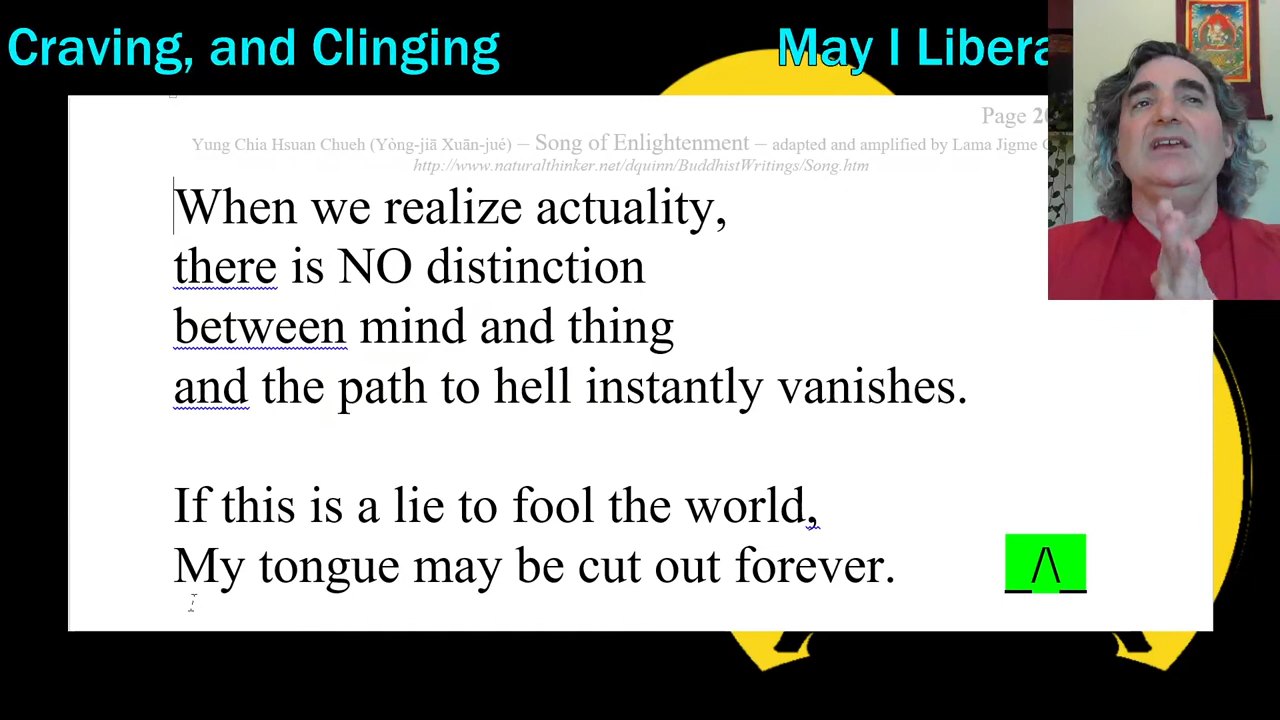 Craving, and Clinging
May I Libera
Page 2
Yung Chia Hsuan Chueh (Yòng-jiā Xuān-jué) – Song of Enlightenment – adapted and amplified by Lama Jigme
http://www.naturalthinker.net/dquinn/BuddhistWritings/Song.htm
When we realize actuality,
there is NO distinction
between mind and thing
and the path to hell instantly vanishes.
If this is a lie to fool the world,
My tongue may be cut out forever.
_/\_